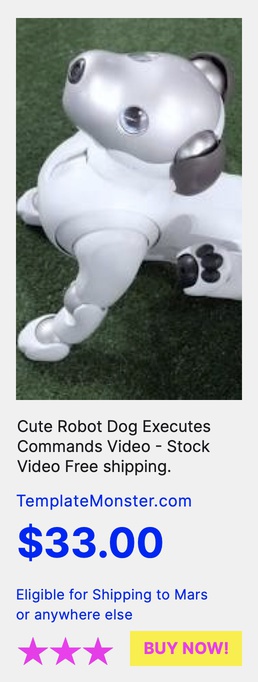 Cute Robot Dog Executes
Commands Video - Stock
Video Free shipping.
TemplateMonster.com
$33.00
Eligible for Shipping to Mars
or anywhere else
BUY NOW!